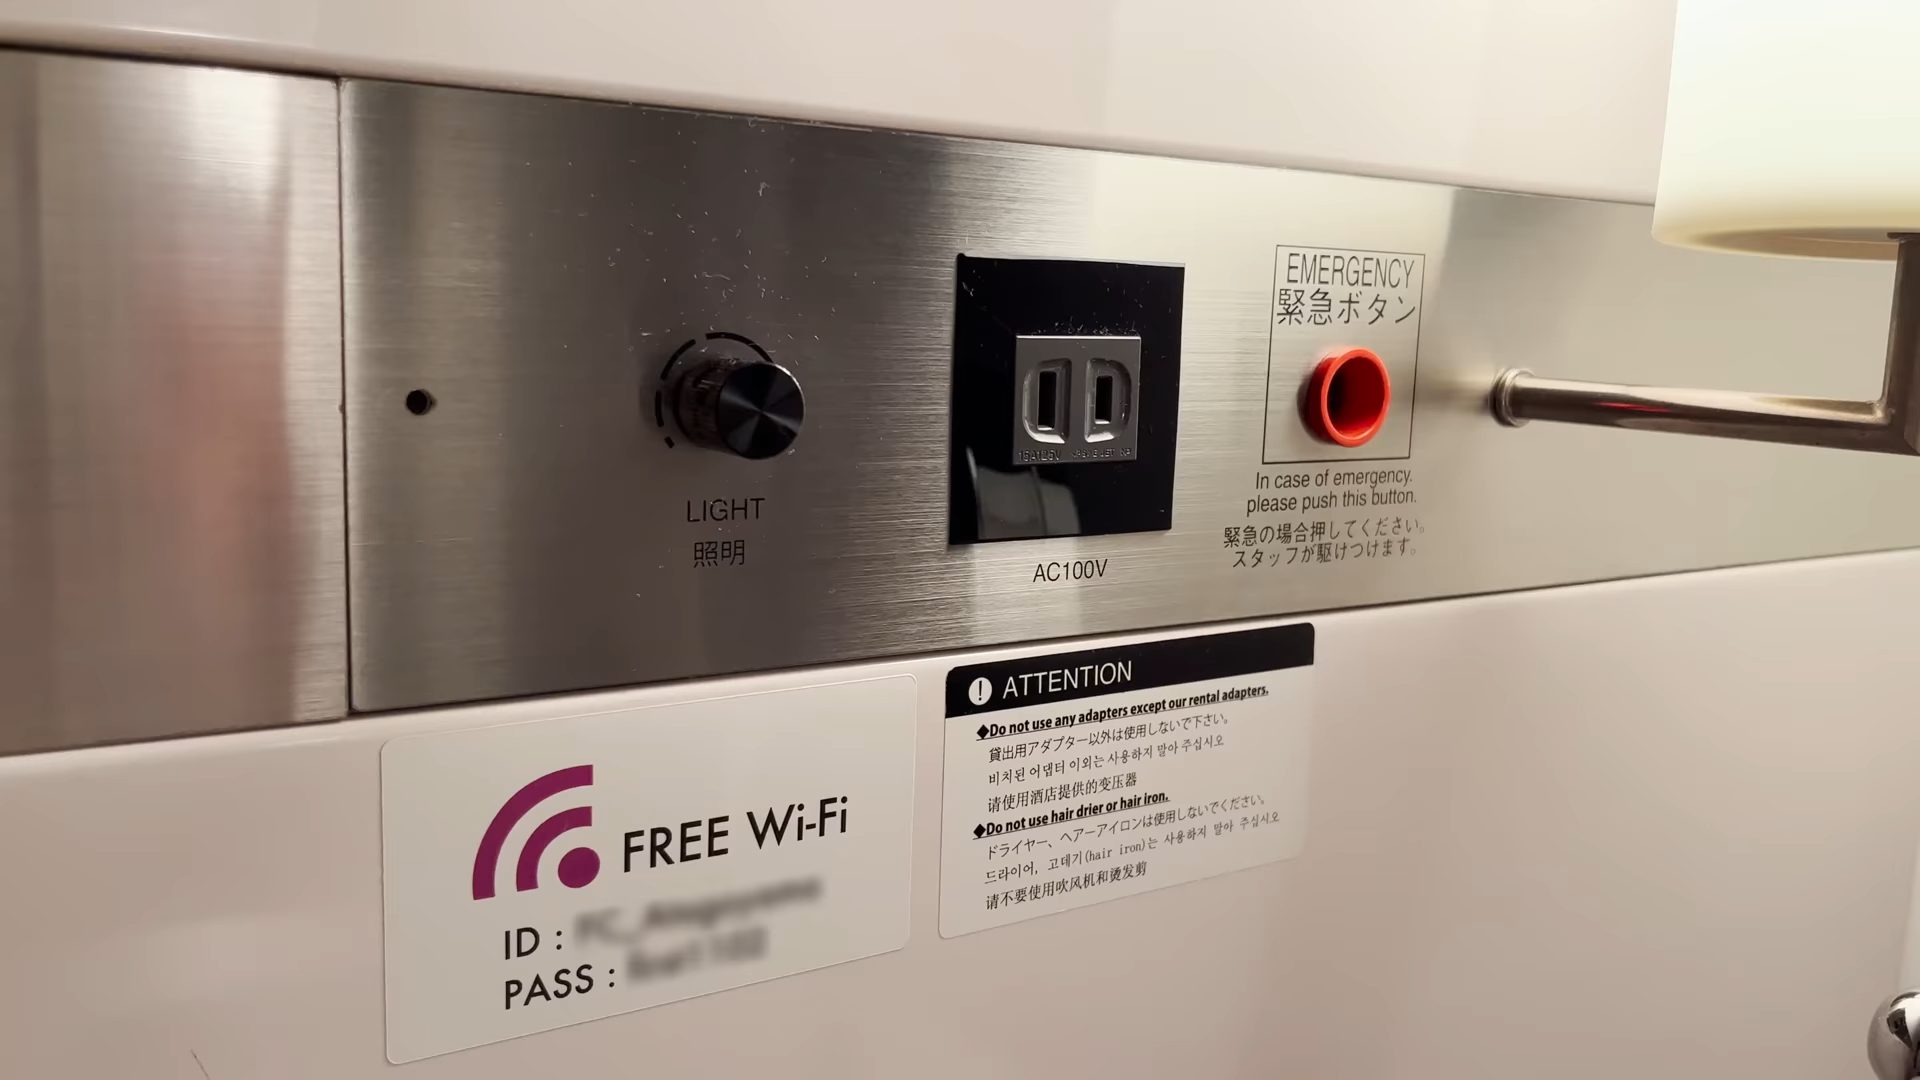 LIGHT
照明
AC100V
EMERGENCY
緊急ボタン
In case of emergency.
please push this button.
緊急の場合押してください。
スタッフが駆けつけます。
FREE Wi-Fi
ID :
PASS :
! ATTENTION
◆Do not use any adapters except our rental adapters.
貸出用アダプター以外は使用しないで下さい。
비치된 어댑터 이외는 사용하지 말아 주십시오
请使用酒店提供的变压器
◆Do not use hair drier or hair iron.
ドライヤー、ヘアーアイロンは使用しないでください。
드라이어, 고데기(hair iron)는 사용하지 말아 주십시오
请不要使用吹风机和烫发剪